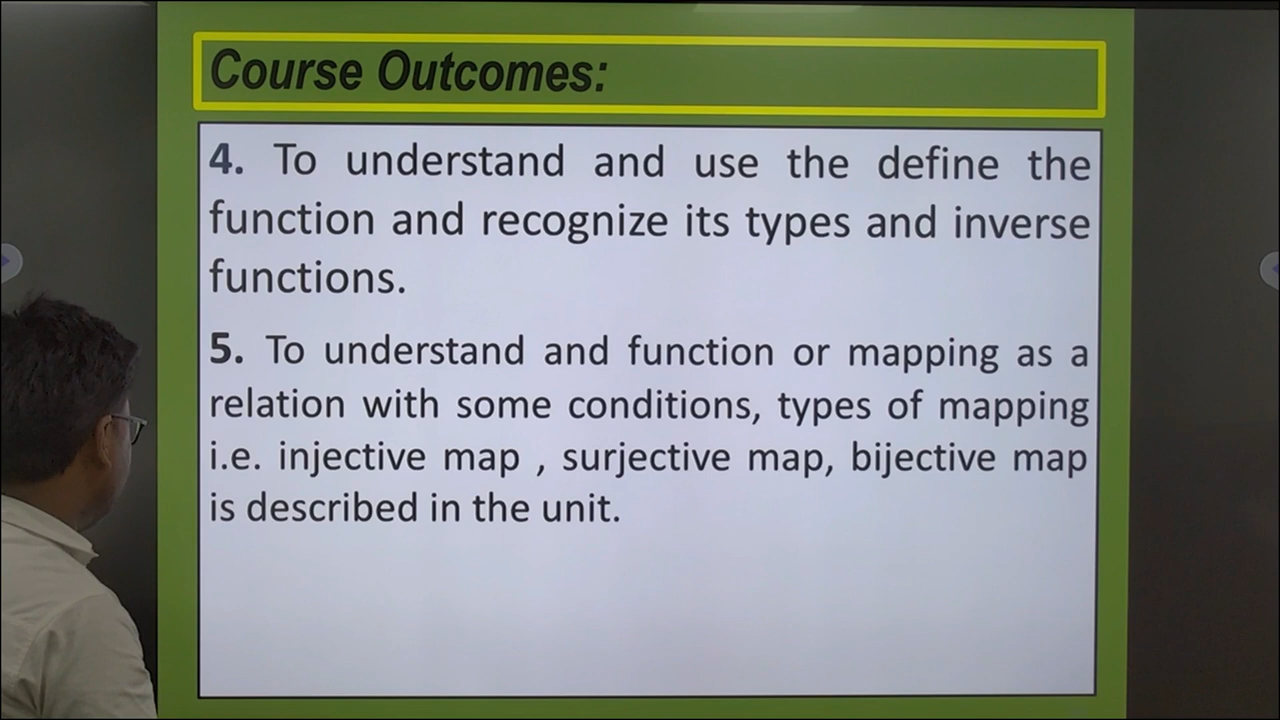 Course Outcomes:
4. To understand and use the define the
function and recognize its types and inverse
functions.
5. To understand and function or mapping as a
relation with some conditions, types of mapping
i.e. injective map , surjective map, bijective map
is described in the unit.